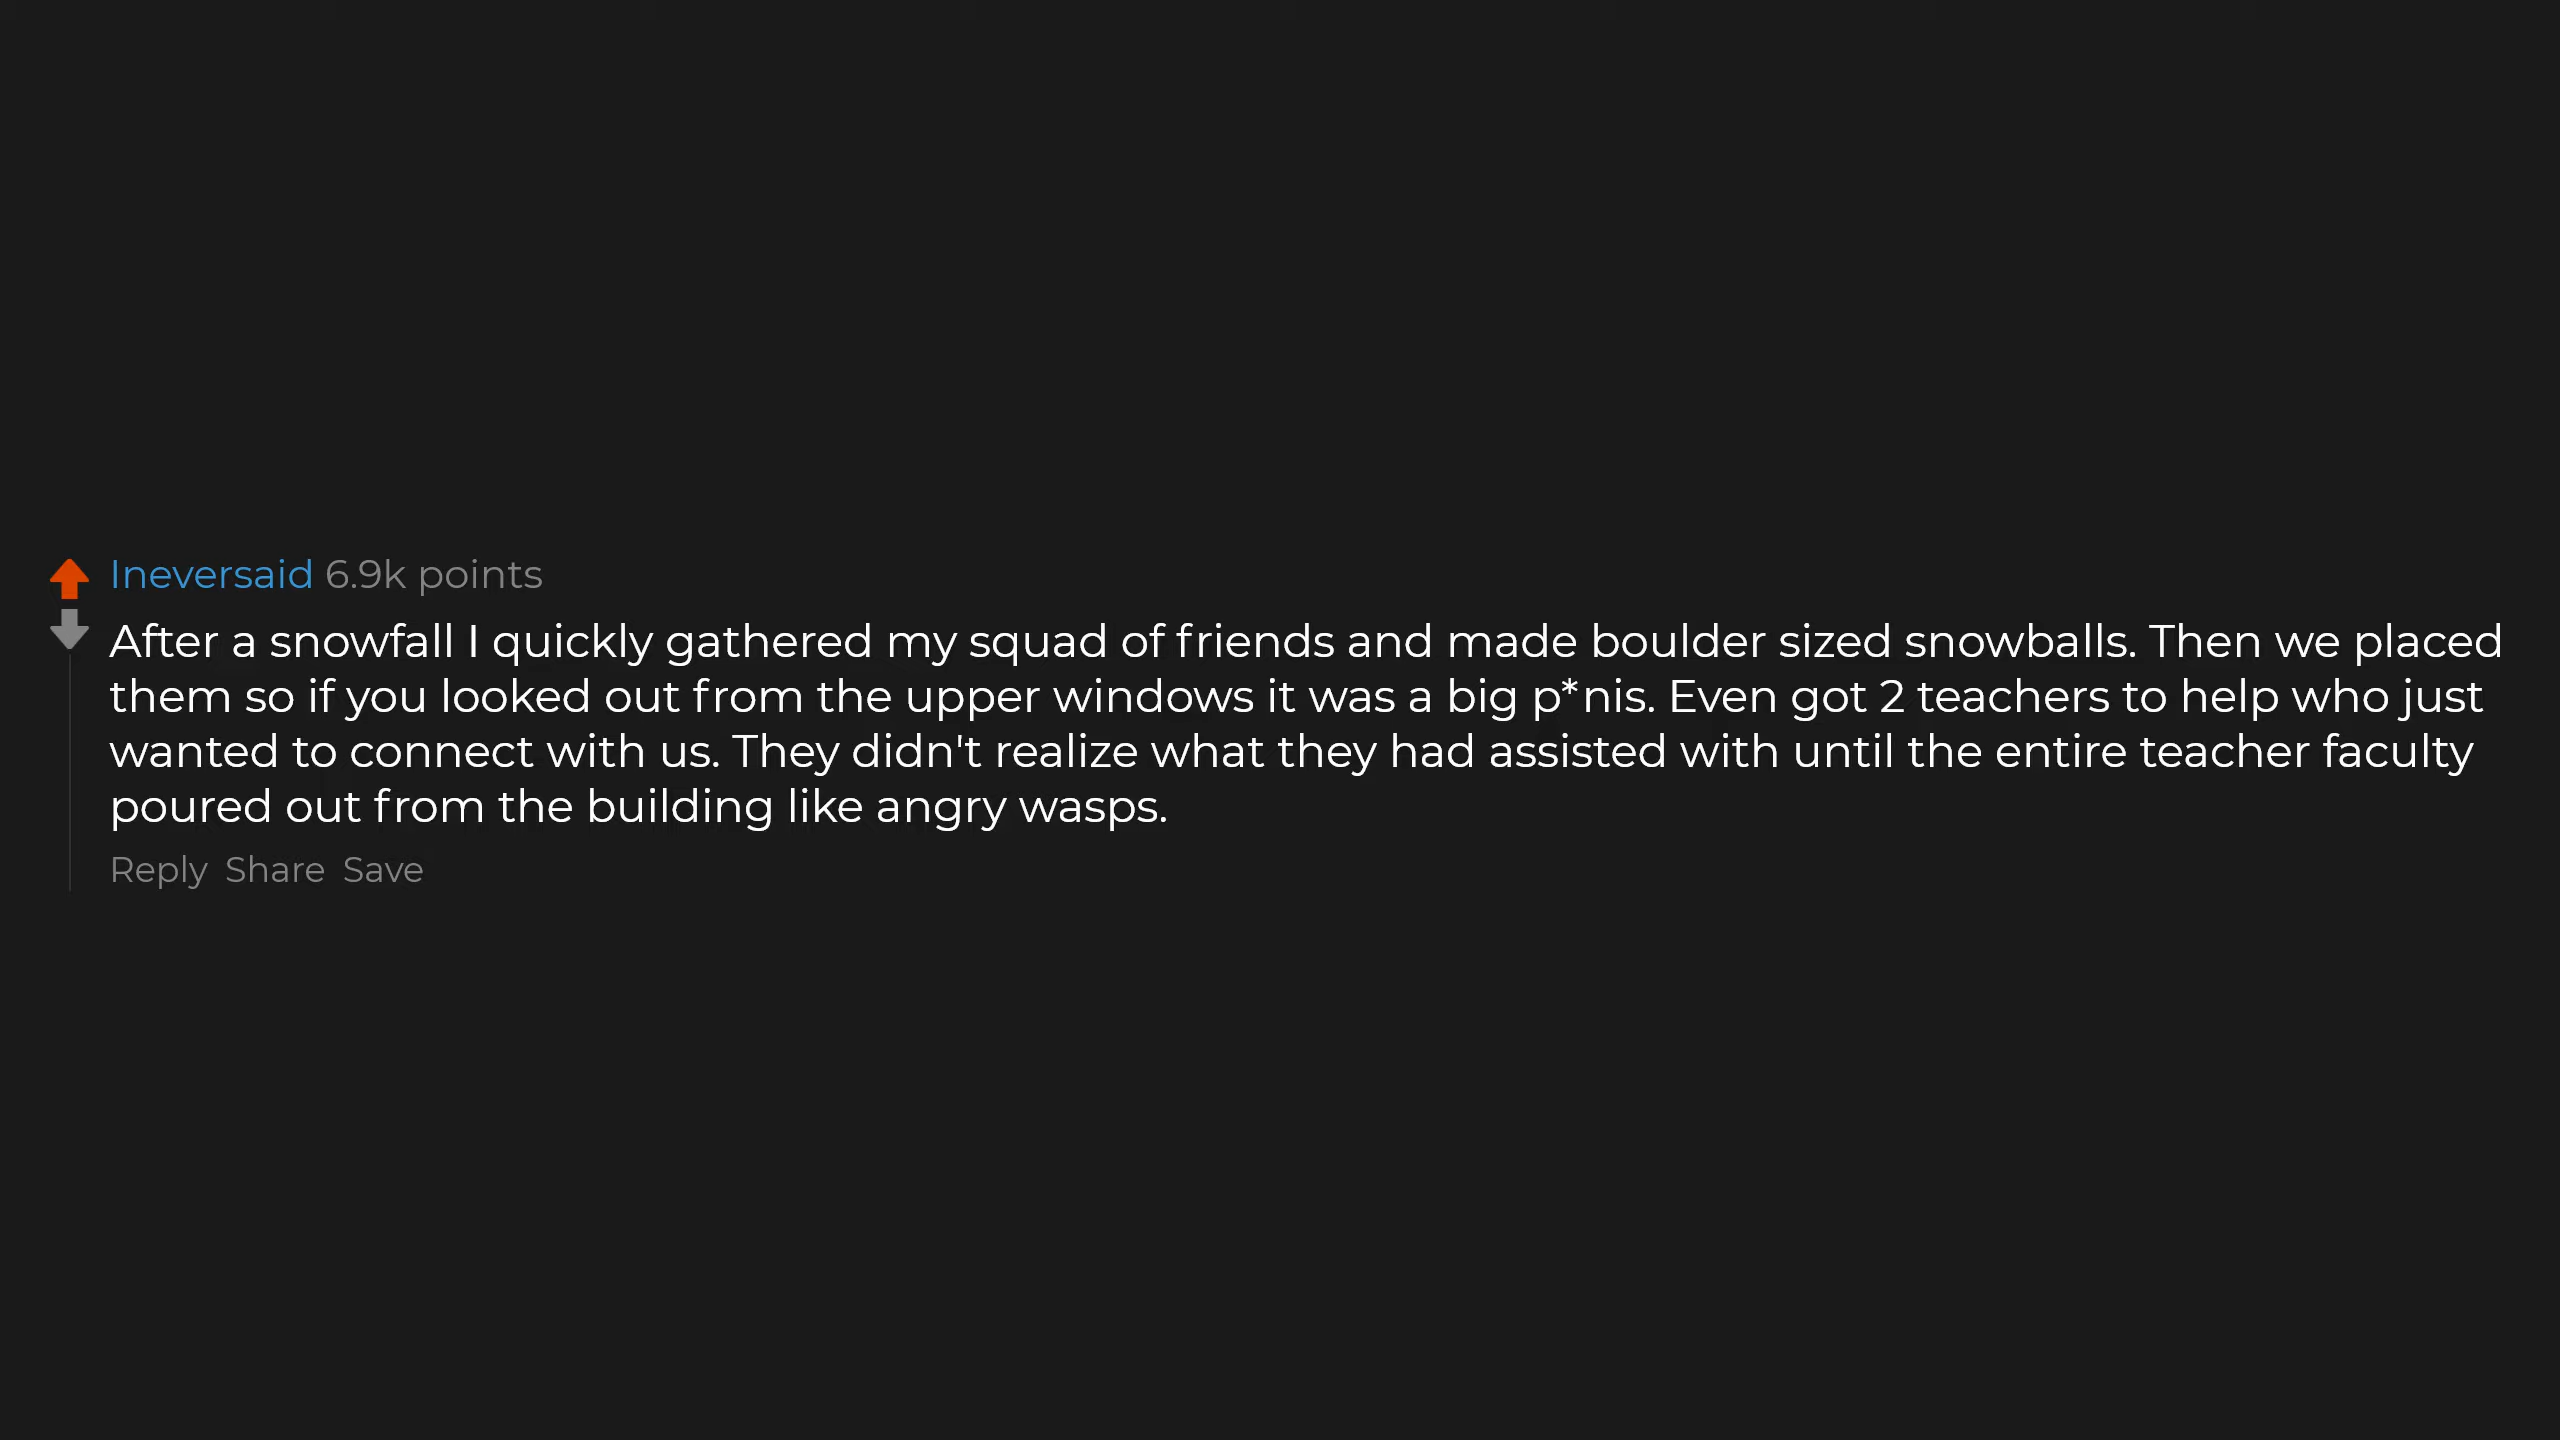 Ineversaid 6.9k points
After a snowfall I quickly gathered my squad of friends and made boulder sized snowballs. Then we placed
them so if you looked out from the upper windows it was a big p*nis. Even got 2 teachers to help who just
wanted to connect with us. They didn't realize what they had assisted with until the entire teacher faculty
poured out from the building like angry wasps.
Reply Share Save